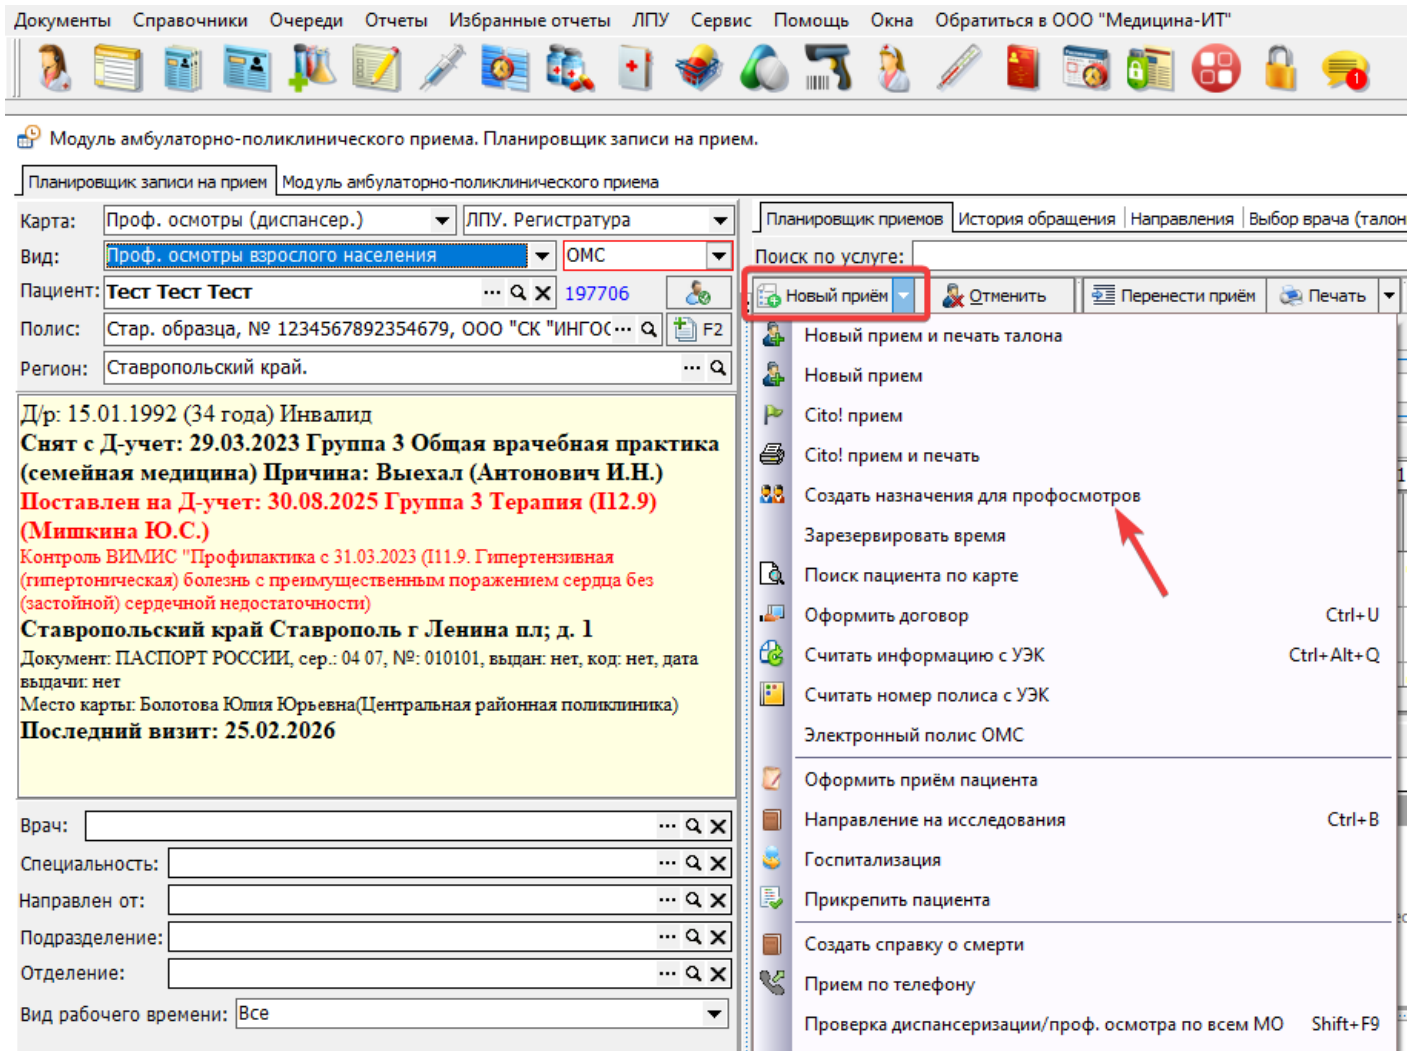 Документы Справочники Очереди Отчеты Избранные отчеты ЛПУ Сервис Помощь Окна Обратиться в ООО "Медицина-ИТ"
1
Модуль амбулаторно-поликлинического приема. Планировщик записи на прием.
Планировщик записи на прием Модуль амбулаторно-поликлинического приема
Карта: Проф. осмотры (диспансер.) ЛПУ. Регистратура
Вид: Проф. осмотры взрослого населения ОМС
Пациент: Тест Тест Тест ... 197706
Полис: Стар. образца, № 1234567892354679, ООО "СК "ИНГОС ... F2
Регион: Ставропольский край. ...
Д/р: 15.01.1992 (34 года) Инвалид
Снят с Д-учет: 29.03.2023 Группа 3 Общая врачебная практика
(семейная медицина) Причина: Выехал (Антонович И.Н.)
Поставлен на Д-учет: 30.08.2025 Группа 3 Терапия (I12.9)
(Мишкина Ю.С.)
Контроль ВИМИС "Профилактика с 31.03.2023 (I11.9. Гипертензивная
(гипертоническая) болезнь с преимущественным поражением сердца без
(застойной) сердечной недостаточности)
Ставропольский край Ставрополь г Ленина пл; д. 1
Документ: ПАСПОРТ РОССИИ, сер.: 04 07, №: 010101, выдан: нет, код: нет, дата
выдачи: нет
Место карты: Болотова Юлия Юрьевна(Центральная районная поликлиника)
Последний визит: 25.02.2026
Врач: ...
Специальность: ...
Направлен от: ...
Подразделение: ...
Отделение: ...
Вид рабочего времени: Все
Планировщик приемов История обращения Направления Выбор врача (талон
Поиск по услуге:
Новый приём Отменить Перенести приём Печать
Новый прием и печать талона
Новый прием
Cito! прием
Cito! прием и печать
Создать назначения для профосмотров
Зарезервировать время
Поиск пациента по карте
Оформить договор Ctrl+U
Считать информацию с УЭК Ctrl+Alt+Q
Считать номер полиса с УЭК
Электронный полис ОМС
Оформить приём пациента
Направление на исследования Ctrl+B
Госпитализация
Прикрепить пациента
Создать справку о смерти
Прием по телефону
Проверка диспансеризации/проф. осмотра по всем МО Shift+F9